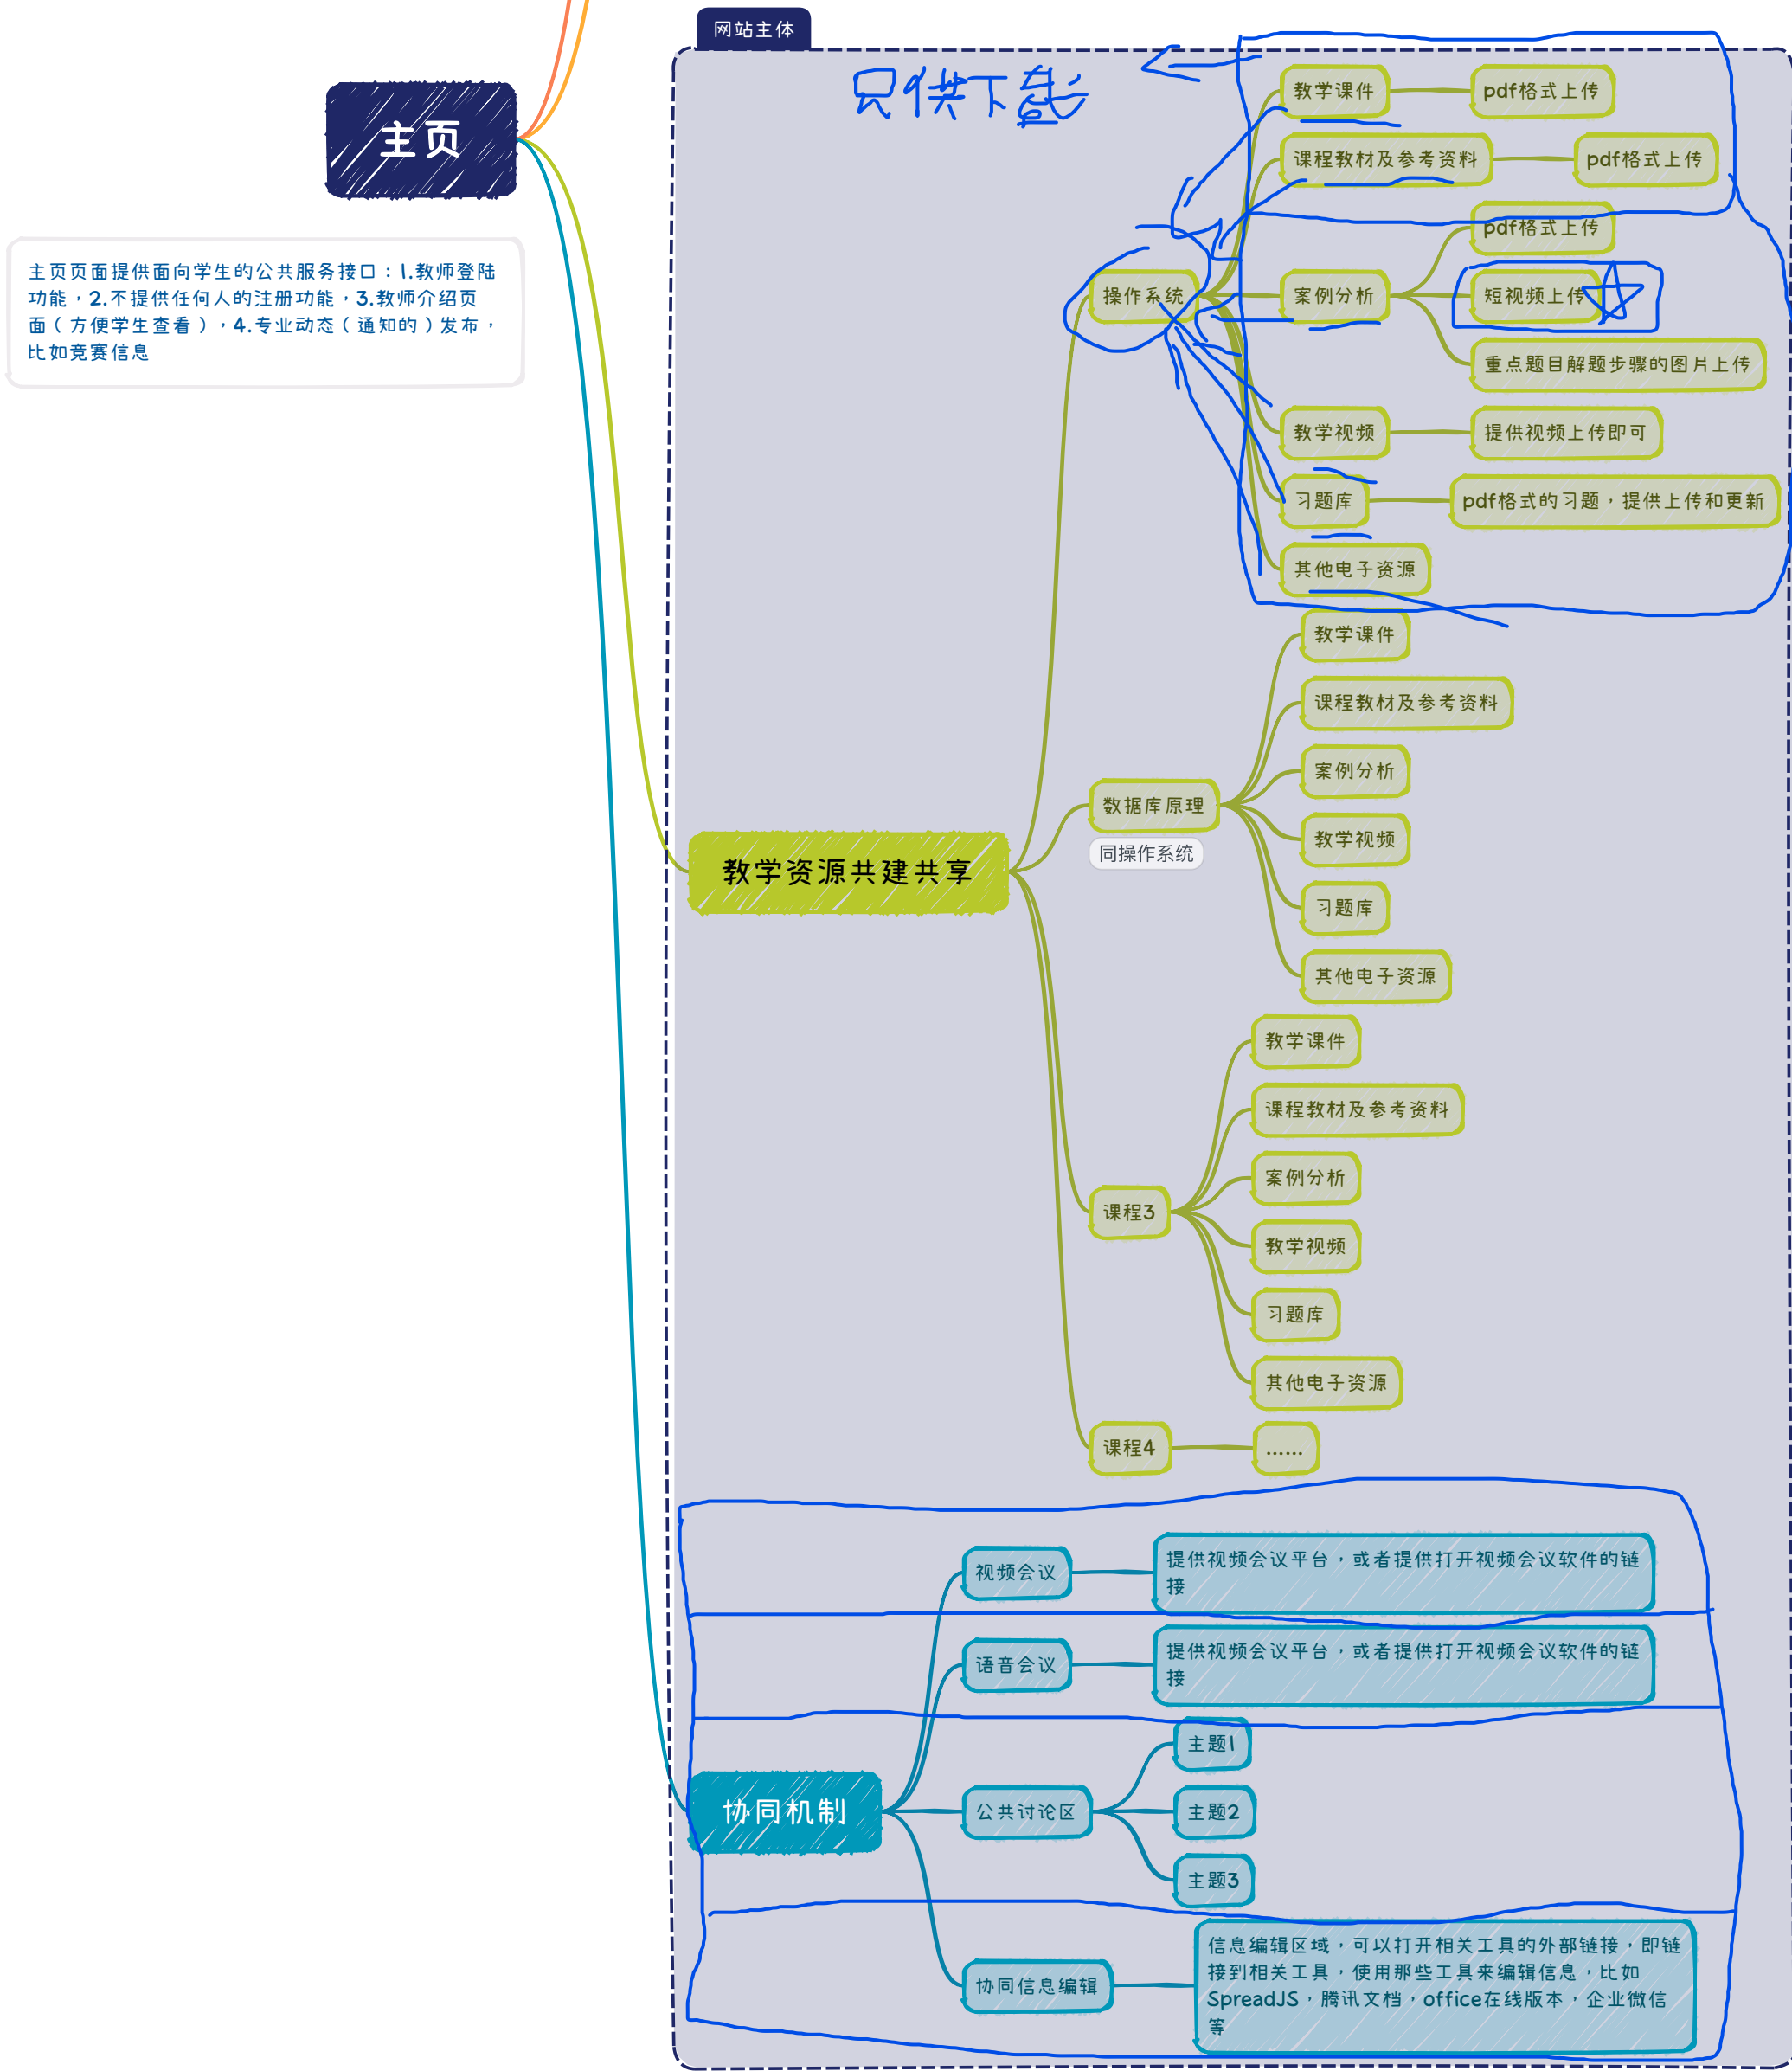 网站主体
只供下载
主页
主页页面提供面向学生的公共服务接口：1.教师登陆
功能，2.不提供任何人的注册功能，3.教师介绍页
面（方便学生查看），4.专业动态（通知的）发布，
比如竞赛信息
教学资源共建共享
操作系统
教学课件
pdf格式上传
课程教材及参考资料
pdf格式上传
案例分析
pdf格式上传
短视频上传
重点题目解题步骤的图片上传
教学视频
提供视频上传即可
习题库
pdf格式的习题，提供上传和更新
其他电子资源
数据库原理
同操作系统
教学课件
课程教材及参考资料
案例分析
教学视频
习题库
其他电子资源
课程3
教学课件
课程教材及参考资料
案例分析
教学视频
习题库
其他电子资源
课程4
......
协同机制
视频会议
提供视频会议平台，或者提供打开视频会议软件的链
接
语音会议
提供视频会议平台，或者提供打开视频会议软件的链
接
公共讨论区
主题1
主题2
主题3
协同信息编辑
信息编辑区域，可以打开相关工具的外部链接，即链
接到相关工具，使用那些工具来编辑信息，比如
SpreadJS，腾讯文档，office在线版本，企业微信
等